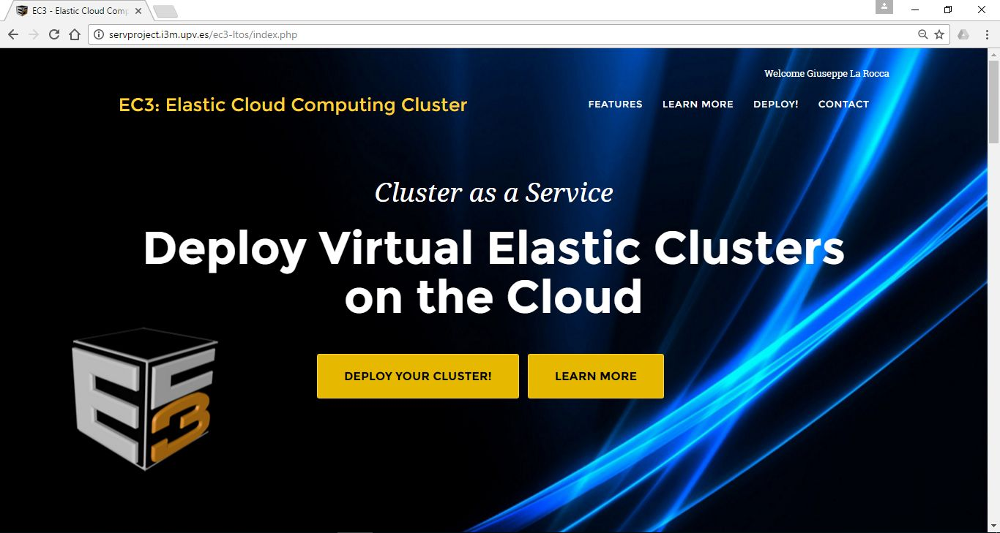 EC3 - Elastic Cloud Comp
servproject.i3m.upv.es/ec3-ltos/index.php
Welcome Giuseppe La Rocca
EC3: Elastic Cloud Computing Cluster
FEATURES LEARN MORE DEPLOY! CONTACT
Cluster as a Service
Deploy Virtual Elastic Clusters
on the Cloud
EC3
DEPLOY YOUR CLUSTER! LEARN MORE